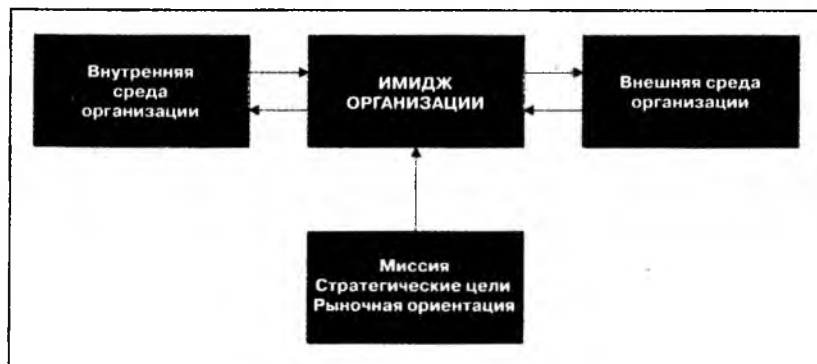 Внутренняя
среда
организации
ИМИДЖ
ОРГАНИЗАЦИИ
Внешняя среда
организации
Миссия
Стратегические цели
Рыночная ориентация